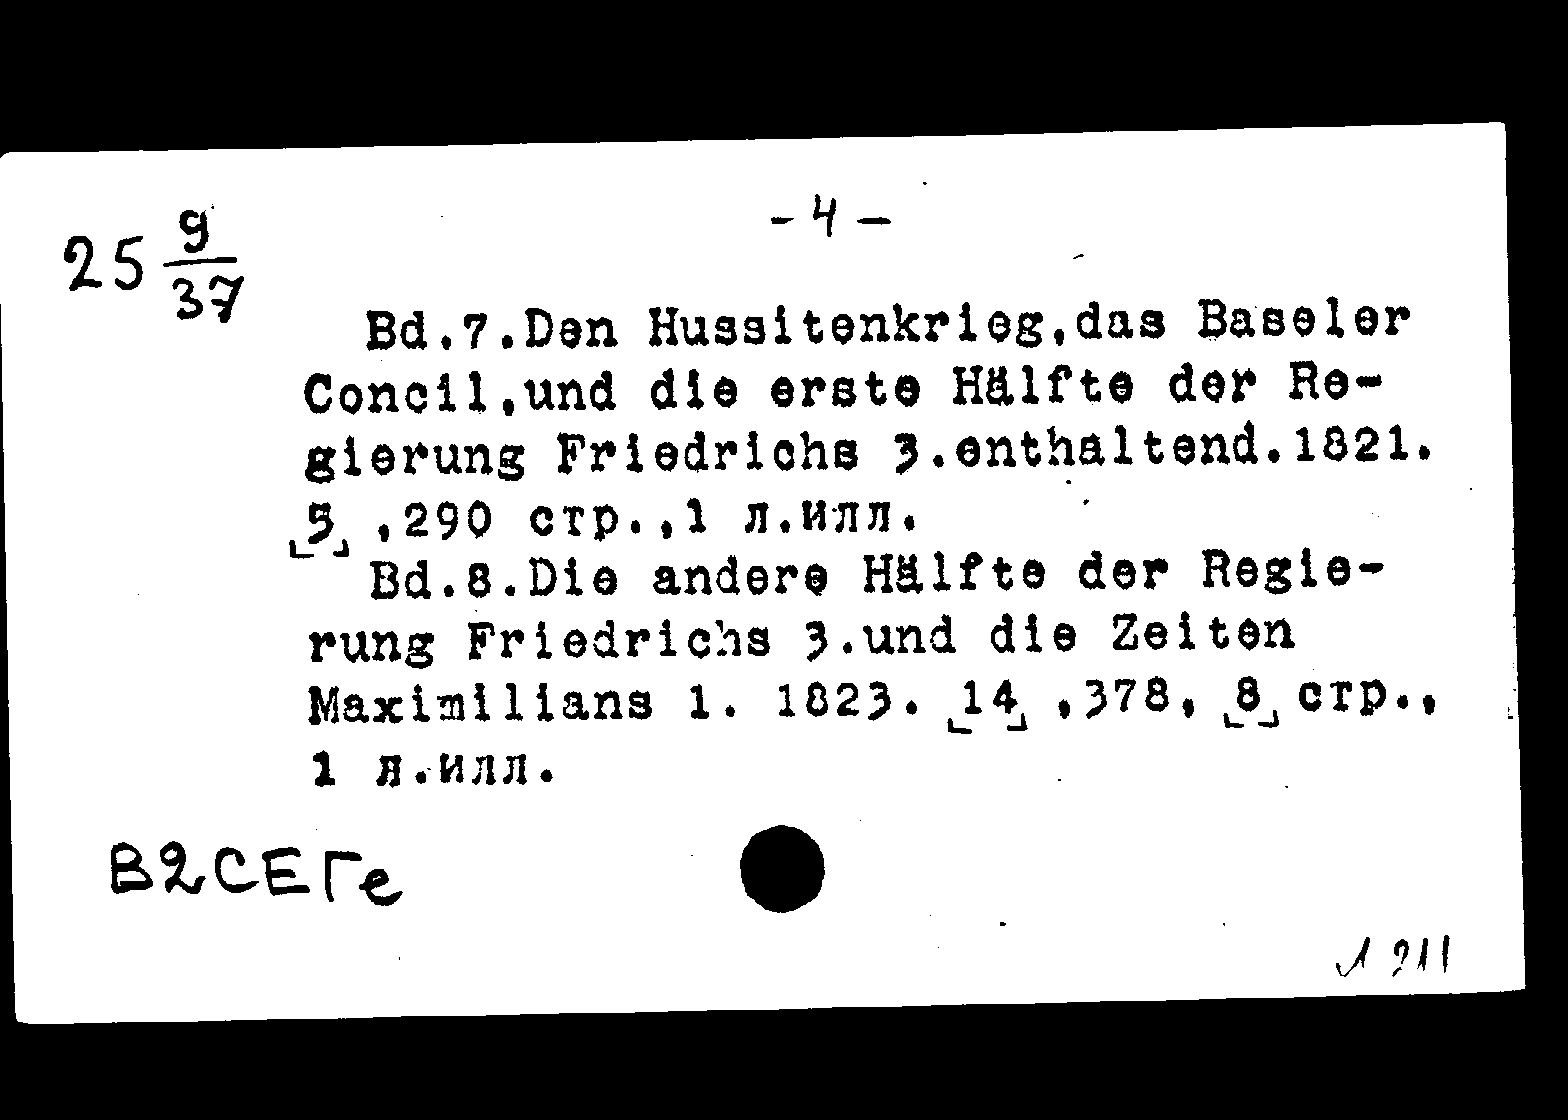 - 4 -
25 9/37
Bd.7.Den Hussitenkrieg,das Baseler
Concil,und die erste Hälfte der Re-
gierung Friedrichs 3.enthaltend.1821.
[5] ,290 стр.,1 л.илл.
Bd.8.Die andere Hälfte der Regie-
rung Friedrichs 3.und die Zeiten
Maximilians 1. 1823. [14] ,378, [8] стр.,
1 л.илл.
В2СЕГе